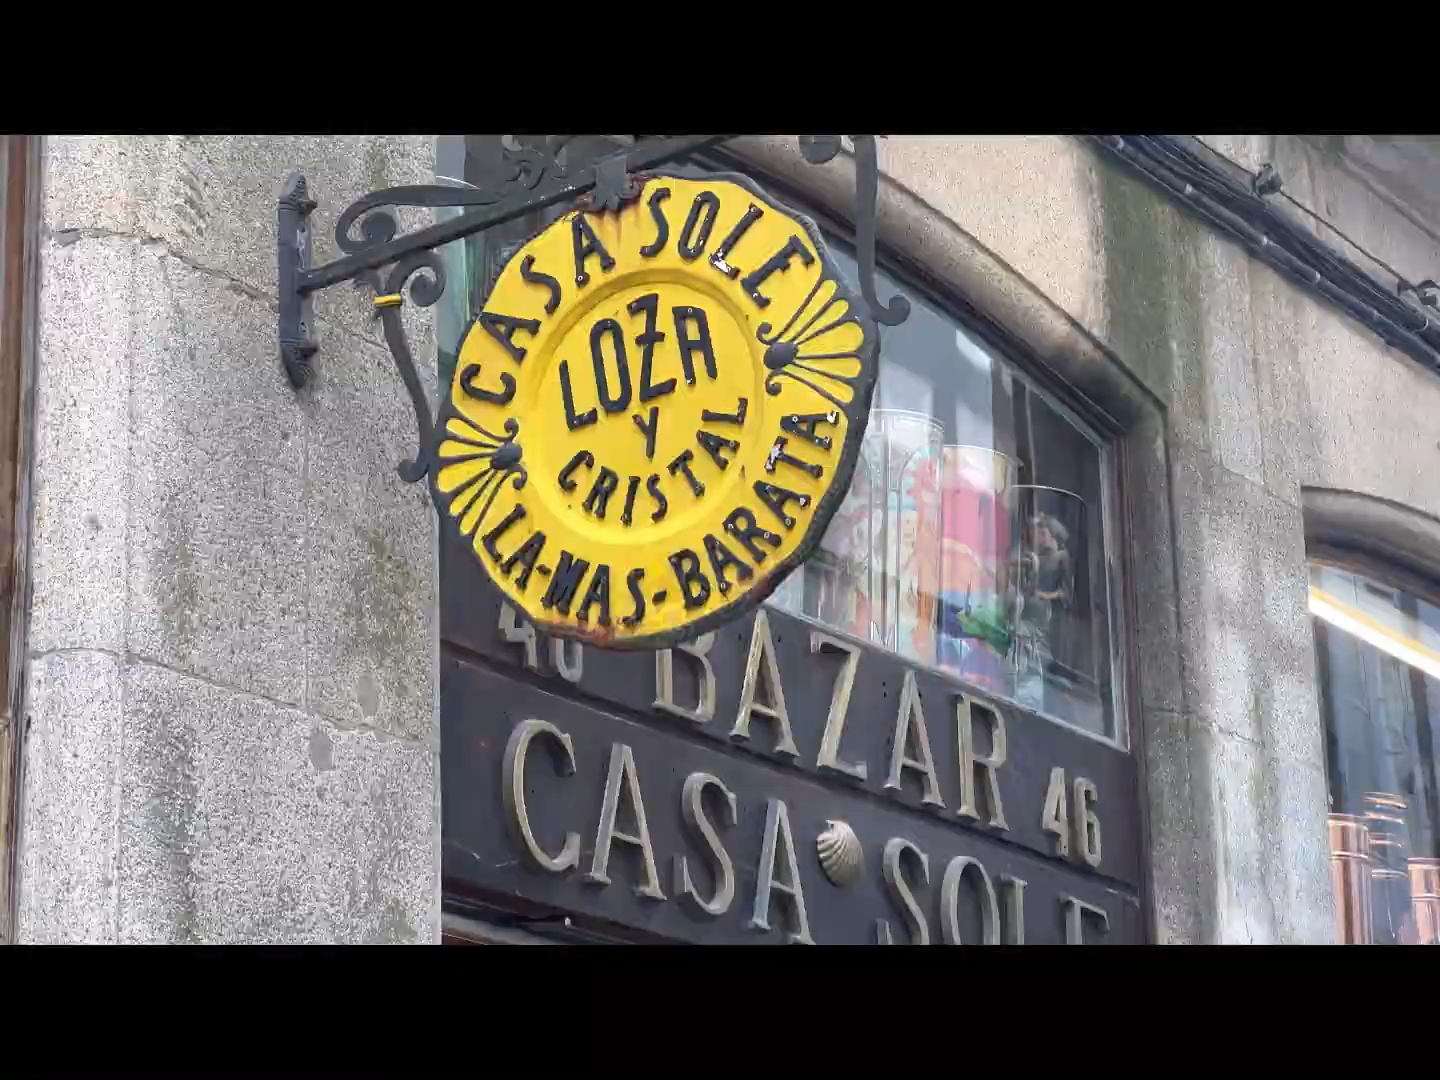 CASA SOLE
LOZA
Y
CRISTAL
LA-MAS-BARATA
46 BAZAR 46
CASA SOLE